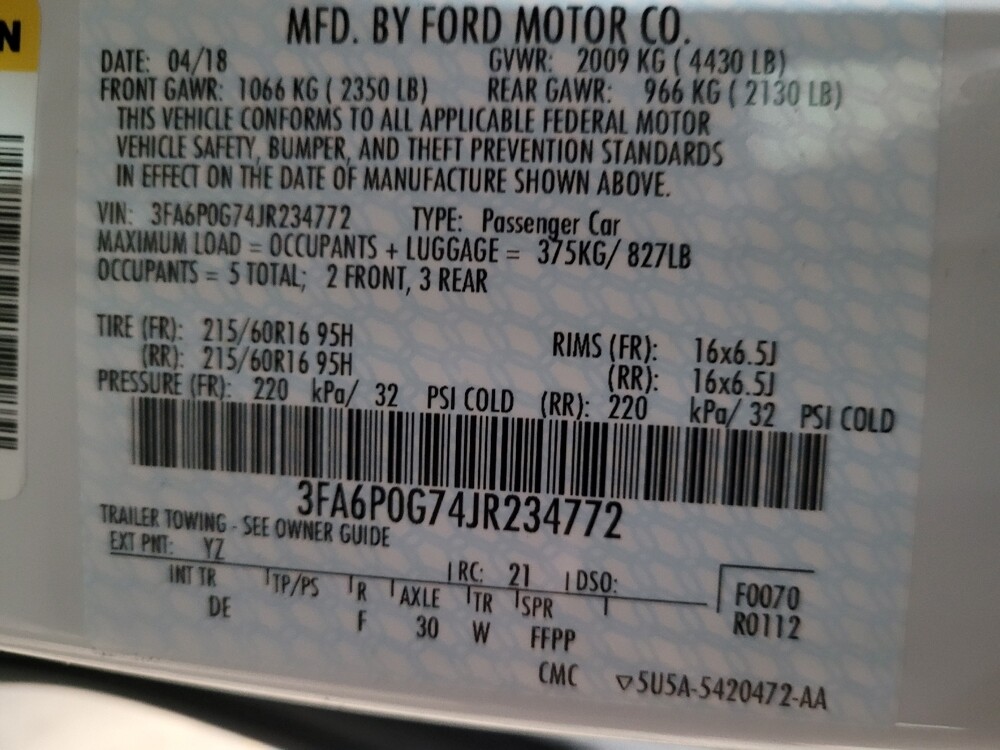 N
MFD. BY FORD MOTOR CO.
DATE: 04/18 GVWR: 2009 KG ( 4430 LB)
FRONT GAWR: 1066 KG ( 2350 LB) REAR GAWR: 966 KG ( 2130 LB)
THIS VEHICLE CONFORMS TO ALL APPLICABLE FEDERAL MOTOR
VEHICLE SAFETY, BUMPER, AND THEFT PREVENTION STANDARDS
IN EFFECT ON THE DATE OF MANUFACTURE SHOWN ABOVE.
VIN: 3FA6P0G74JR234772 TYPE: Passenger Car
MAXIMUM LOAD = OCCUPANTS + LUGGAGE = 375KG/ 827LB
OCCUPANTS = 5 TOTAL; 2 FRONT, 3 REAR
TIRE (FR): 215/60R16 95H RIMS (FR): 16x6.5J
(RR): 215/60R16 95H (RR): 16x6.5J
PRESSURE (FR): 220 kPa/ 32 PSI COLD (RR): 220 kPa/ 32 PSI COLD
3FA6P0G74JR234772
TRAILER TOWING - SEE OWNER GUIDE
EXT PNT: YZ RC: 21 DSO:
INT TR TP/PS R AXLE TR SPR F0070
DE F 30 W FFPP R0112
CMC ▽5U5A-5420472-AA